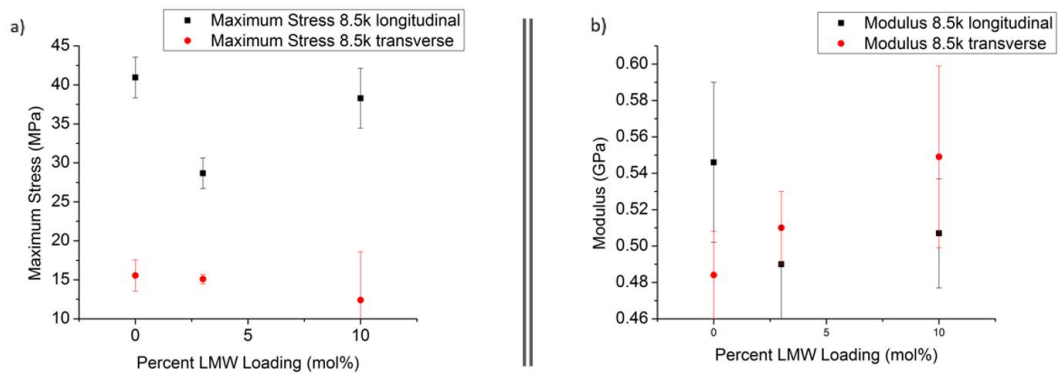 a)
Maximum Stress 8.5k longitudinal
Maximum Stress 8.5k transverse
45
40
35
30
25
20
15
10
Maximum Stress (MPa)
0
5
10
Percent LMW Loading (mol%)
b)
Modulus 8.5k longitudinal
Modulus 8.5k transverse
0.60
0.58
0.56
0.54
0.52
0.50
0.48
0.46
Modulus (GPa)
0
5
10
Percent LMW Loading (mol%)